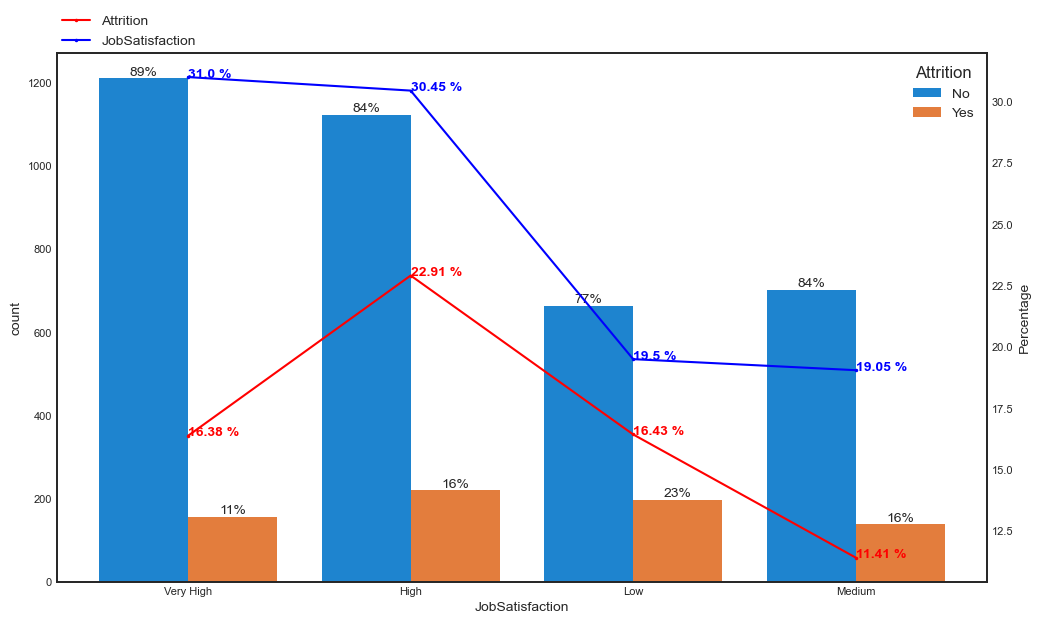 Attrition
JobSatisfaction
89%
31.0 %
30.45 %
84%
Attrition
No
Yes
1200
1000
800
600
400
200
0
count
30.0
27.5
25.0
22.5
20.0
17.5
15.0
12.5
Percentage
22.91 %
77%
84%
19.5 %
19.05 %
16.38 %
16.43 %
11%
16%
23%
16%
11.41 %
Very High
High
Low
Medium
JobSatisfaction